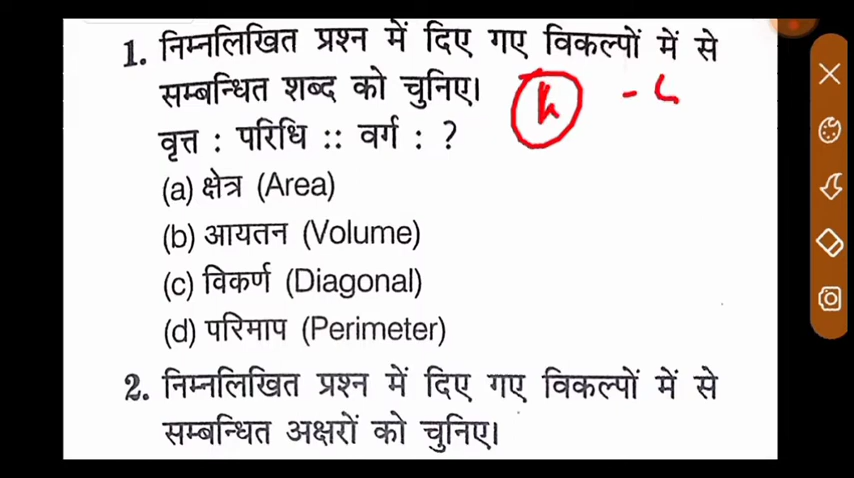 1. निम्नलिखित प्रश्न में दिए गए विकल्पों में से
सम्बन्धित शब्द को चुनिए।
वृत्त : परिधि :: वर्ग : ?
(a) क्षेत्र (Area)
(b) आयतन (Volume)
(c) विकर्ण (Diagonal)
(d) परिमाप (Perimeter)
2. निम्नलिखित प्रश्न में दिए गए विकल्पों में से
सम्बन्धित अक्षरों को चुनिए।